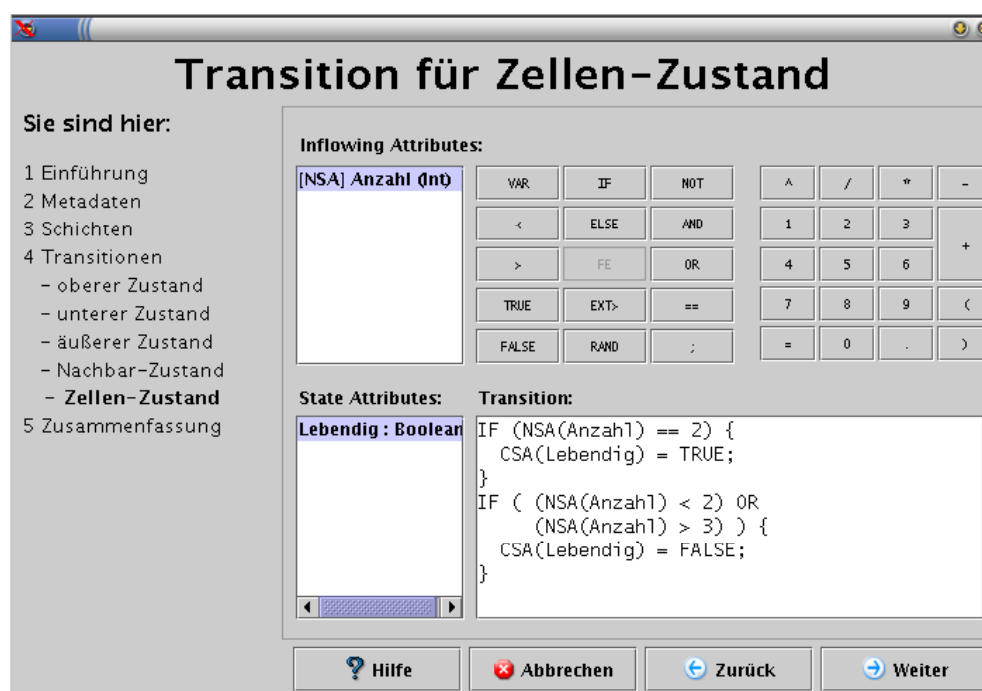 Transition für Zellen-Zustand
Sie sind hier:
1 Einführung
2 Metadaten
3 Schichten
4 Transitionen
- oberer Zustand
- unterer Zustand
- äußerer Zustand
- Nachbar-Zustand
- Zellen-Zustand
5 Zusammenfassung
Inflowing Attributes:
[NSA] Anzahl (Int)
VAR IF NOT ^ / * -
< ELSE AND 1 2 3 +
> FE OR 4 5 6
TRUE EXT> == 7 8 9 (
FALSE RAND ; = 0 . )
State Attributes:
Lebendig : Boolean
Transition:
IF (NSA(Anzahl) == 2) {
CSA(Lebendig) = TRUE;
}
IF ( (NSA(Anzahl) < 2) OR
(NSA(Anzahl) > 3) ) {
CSA(Lebendig) = FALSE;
}
? Hilfe
Abbrechen
Zurück
Weiter